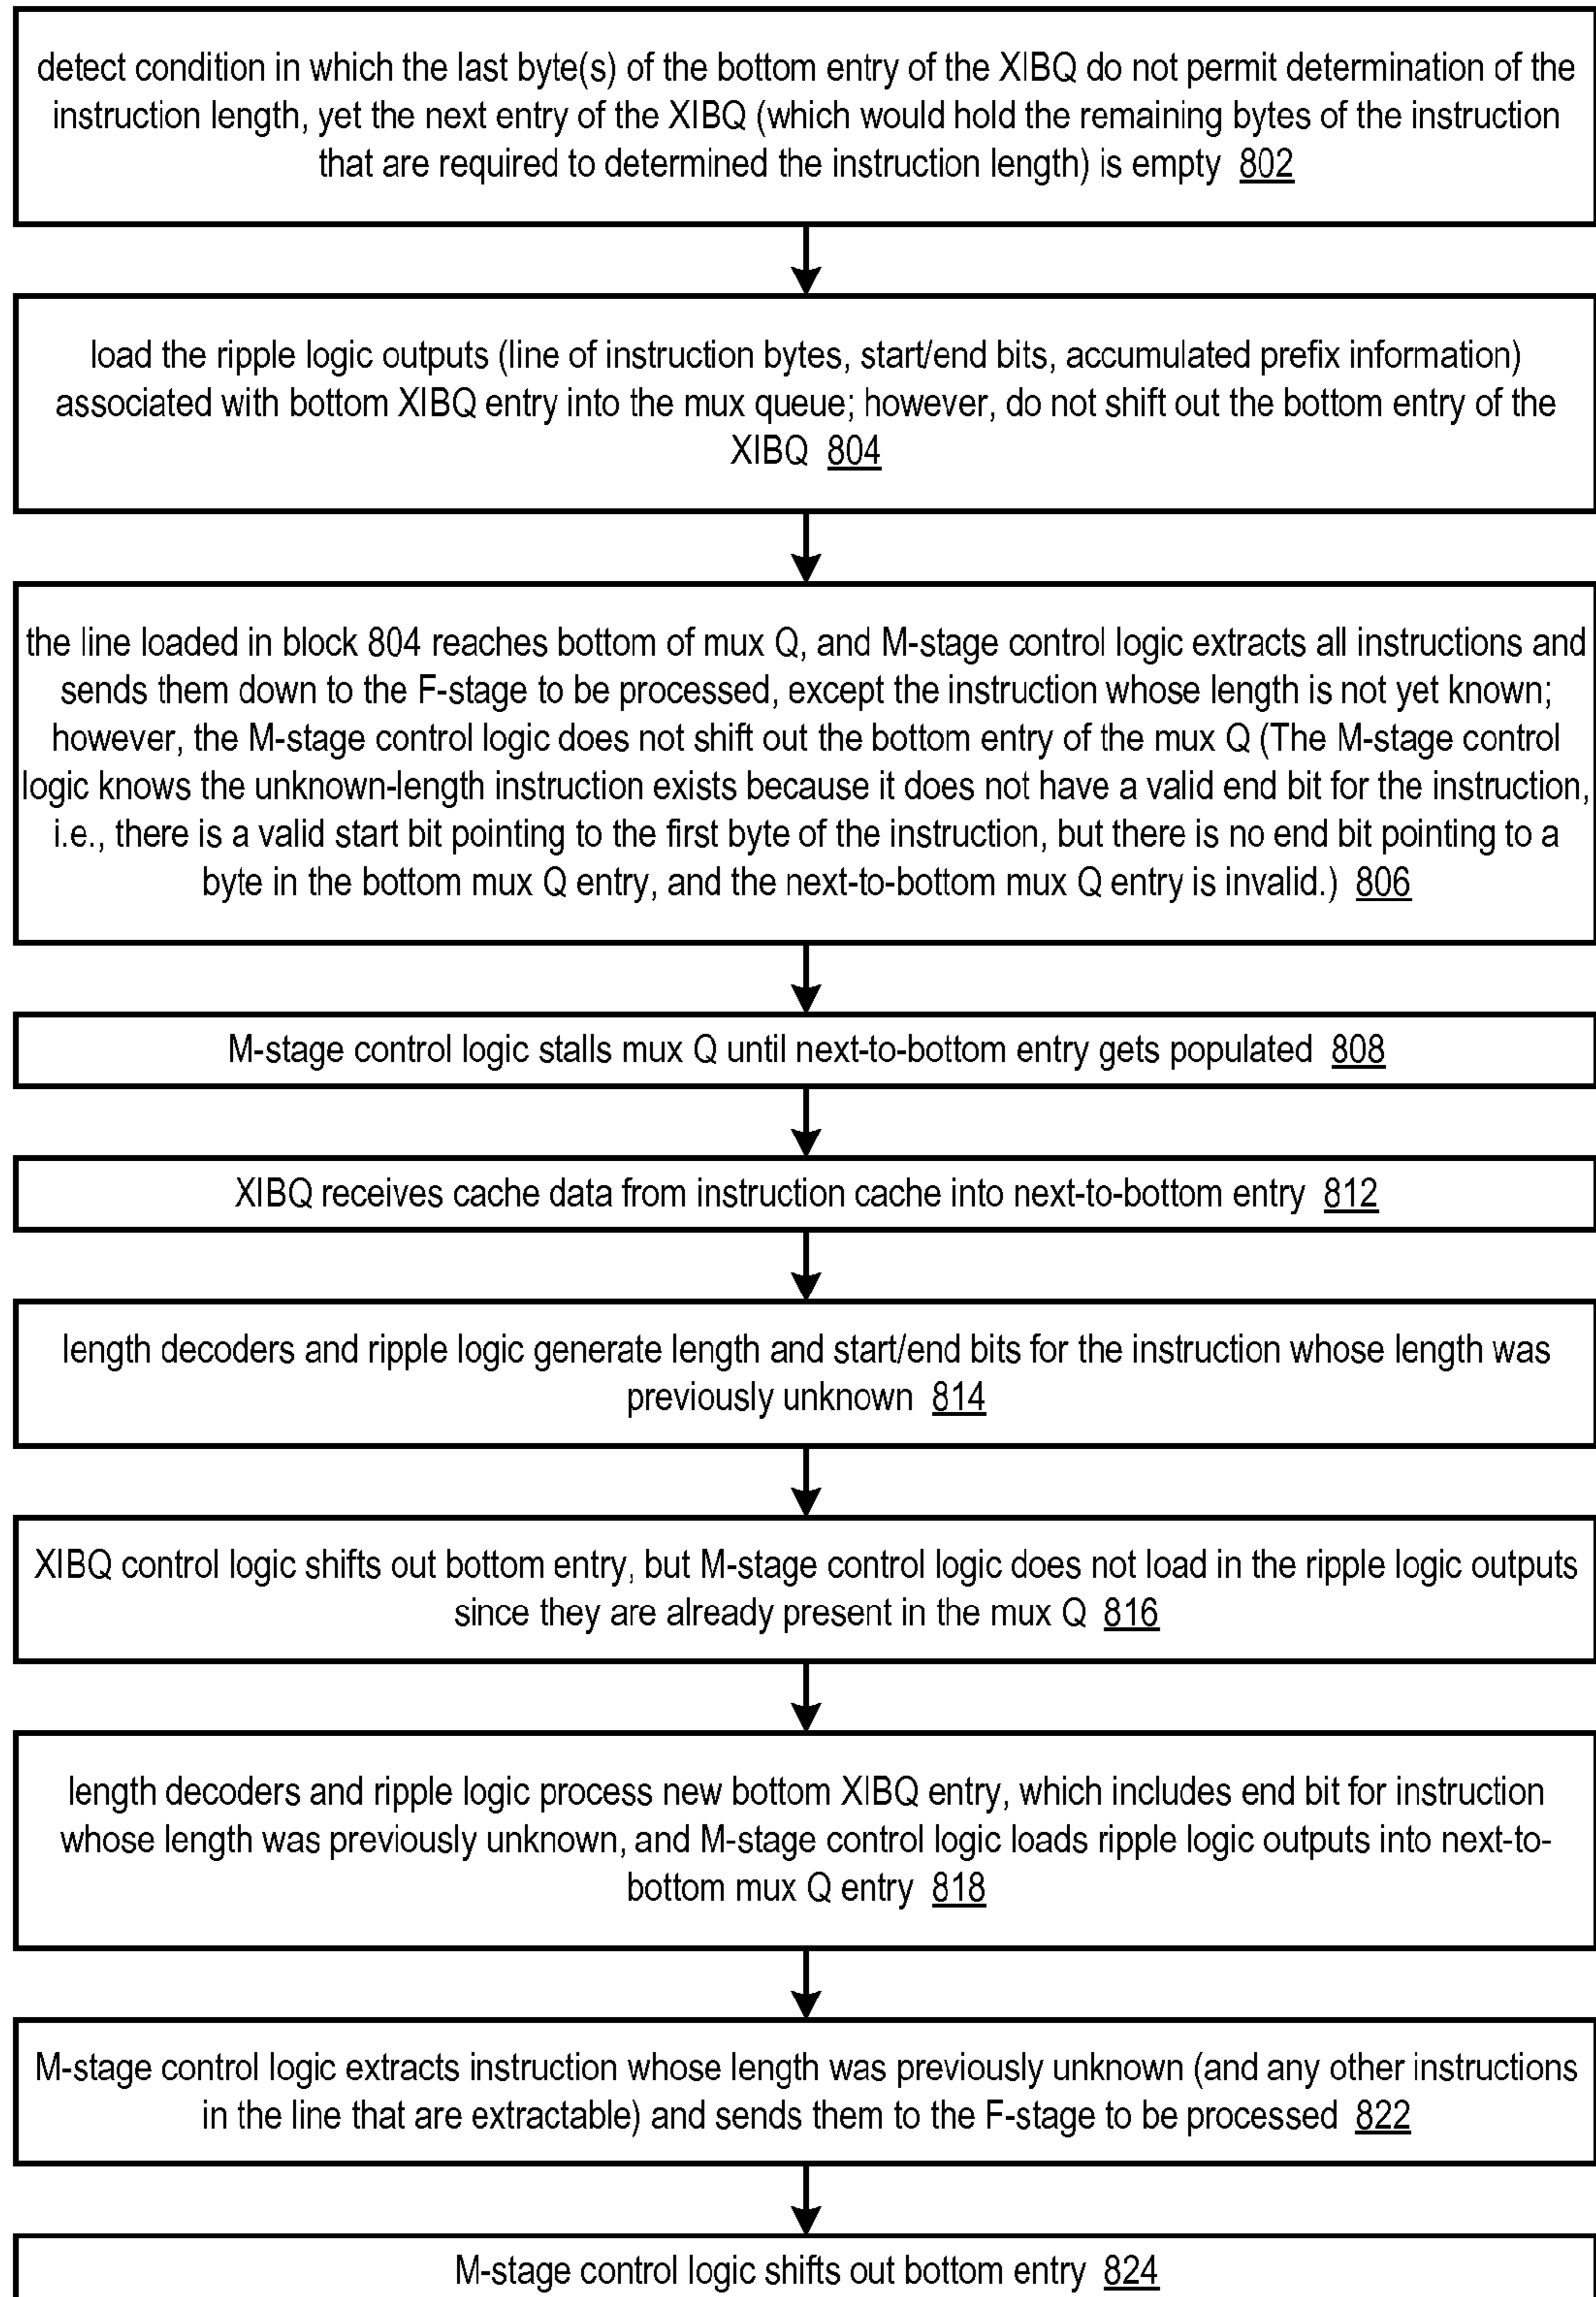 detect condition in which the last byte(s) of the bottom entry of the XIBQ do not permit determination of the
instruction length, yet the next entry of the XIBQ (which would hold the remaining bytes of the instruction
that are required to determined the instruction length) is empty 802
load the ripple logic outputs (line of instruction bytes, start/end bits, accumulated prefix information)
associated with bottom XIBQ entry into the mux queue; however, do not shift out the bottom entry of the
XIBQ 804
the line loaded in block 804 reaches bottom of mux Q, and M-stage control logic extracts all instructions and
sends them down to the F-stage to be processed, except the instruction whose length is not yet known;
however, the M-stage control logic does not shift out the bottom entry of the mux Q (The M-stage control
logic knows the unknown-length instruction exists because it does not have a valid end bit for the instruction,
i.e., there is a valid start bit pointing to the first byte of the instruction, but there is no end bit pointing to a
byte in the bottom mux Q entry, and the next-to-bottom mux Q entry is invalid.) 806
M-stage control logic stalls mux Q until next-to-bottom entry gets populated 808
XIBQ receives cache data from instruction cache into next-to-bottom entry 812
length decoders and ripple logic generate length and start/end bits for the instruction whose length was
previously unknown 814
XIBQ control logic shifts out bottom entry, but M-stage control logic does not load in the ripple logic outputs
since they are already present in the mux Q 816
length decoders and ripple logic process new bottom XIBQ entry, which includes end bit for instruction
whose length was previously unknown, and M-stage control logic loads ripple logic outputs into next-to-
bottom mux Q entry 818
M-stage control logic extracts instruction whose length was previously unknown (and any other instructions
in the line that are extractable) and sends them to the F-stage to be processed 822
M-stage control logic shifts out bottom entry 824